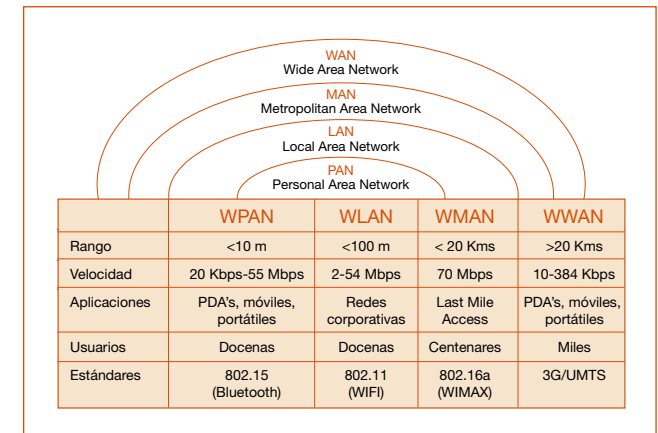 WAN
Wide Area Network
MAN
Metropolitan Area Network
LAN
Local Area Network
PAN
Personal Area Network
WPAN WLAN WMAN WWAN
Rango <10 m <100 m < 20 Kms >20 Kms
Velocidad 20 Kbps-55 Mbps 2-54 Mbps 70 Mbps 10-384 Kbps
Aplicaciones PDA's, móviles, Redes Last Mile PDA's, móviles,
portátiles corporativas Access portátiles
Usuarios Docenas Docenas Centenares Miles
Estándares 802.15 802.11 802.16a 3G/UMTS
(Bluetooth) (WIFI) (WIMAX)